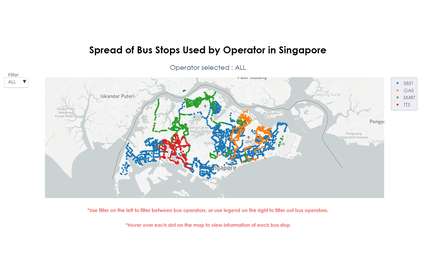 Spread of Bus Stops Used by Operator in Singapore
Operator selected : ALL
Filter
ALL
SBST
GAS
SMRT
TTS
Iskandar Puteri
Singapore
*Use filter on the left to filter between bus operators, or use legend on the right to filter out bus operators.
*Hover over each dot on the map to view information of each bus stop